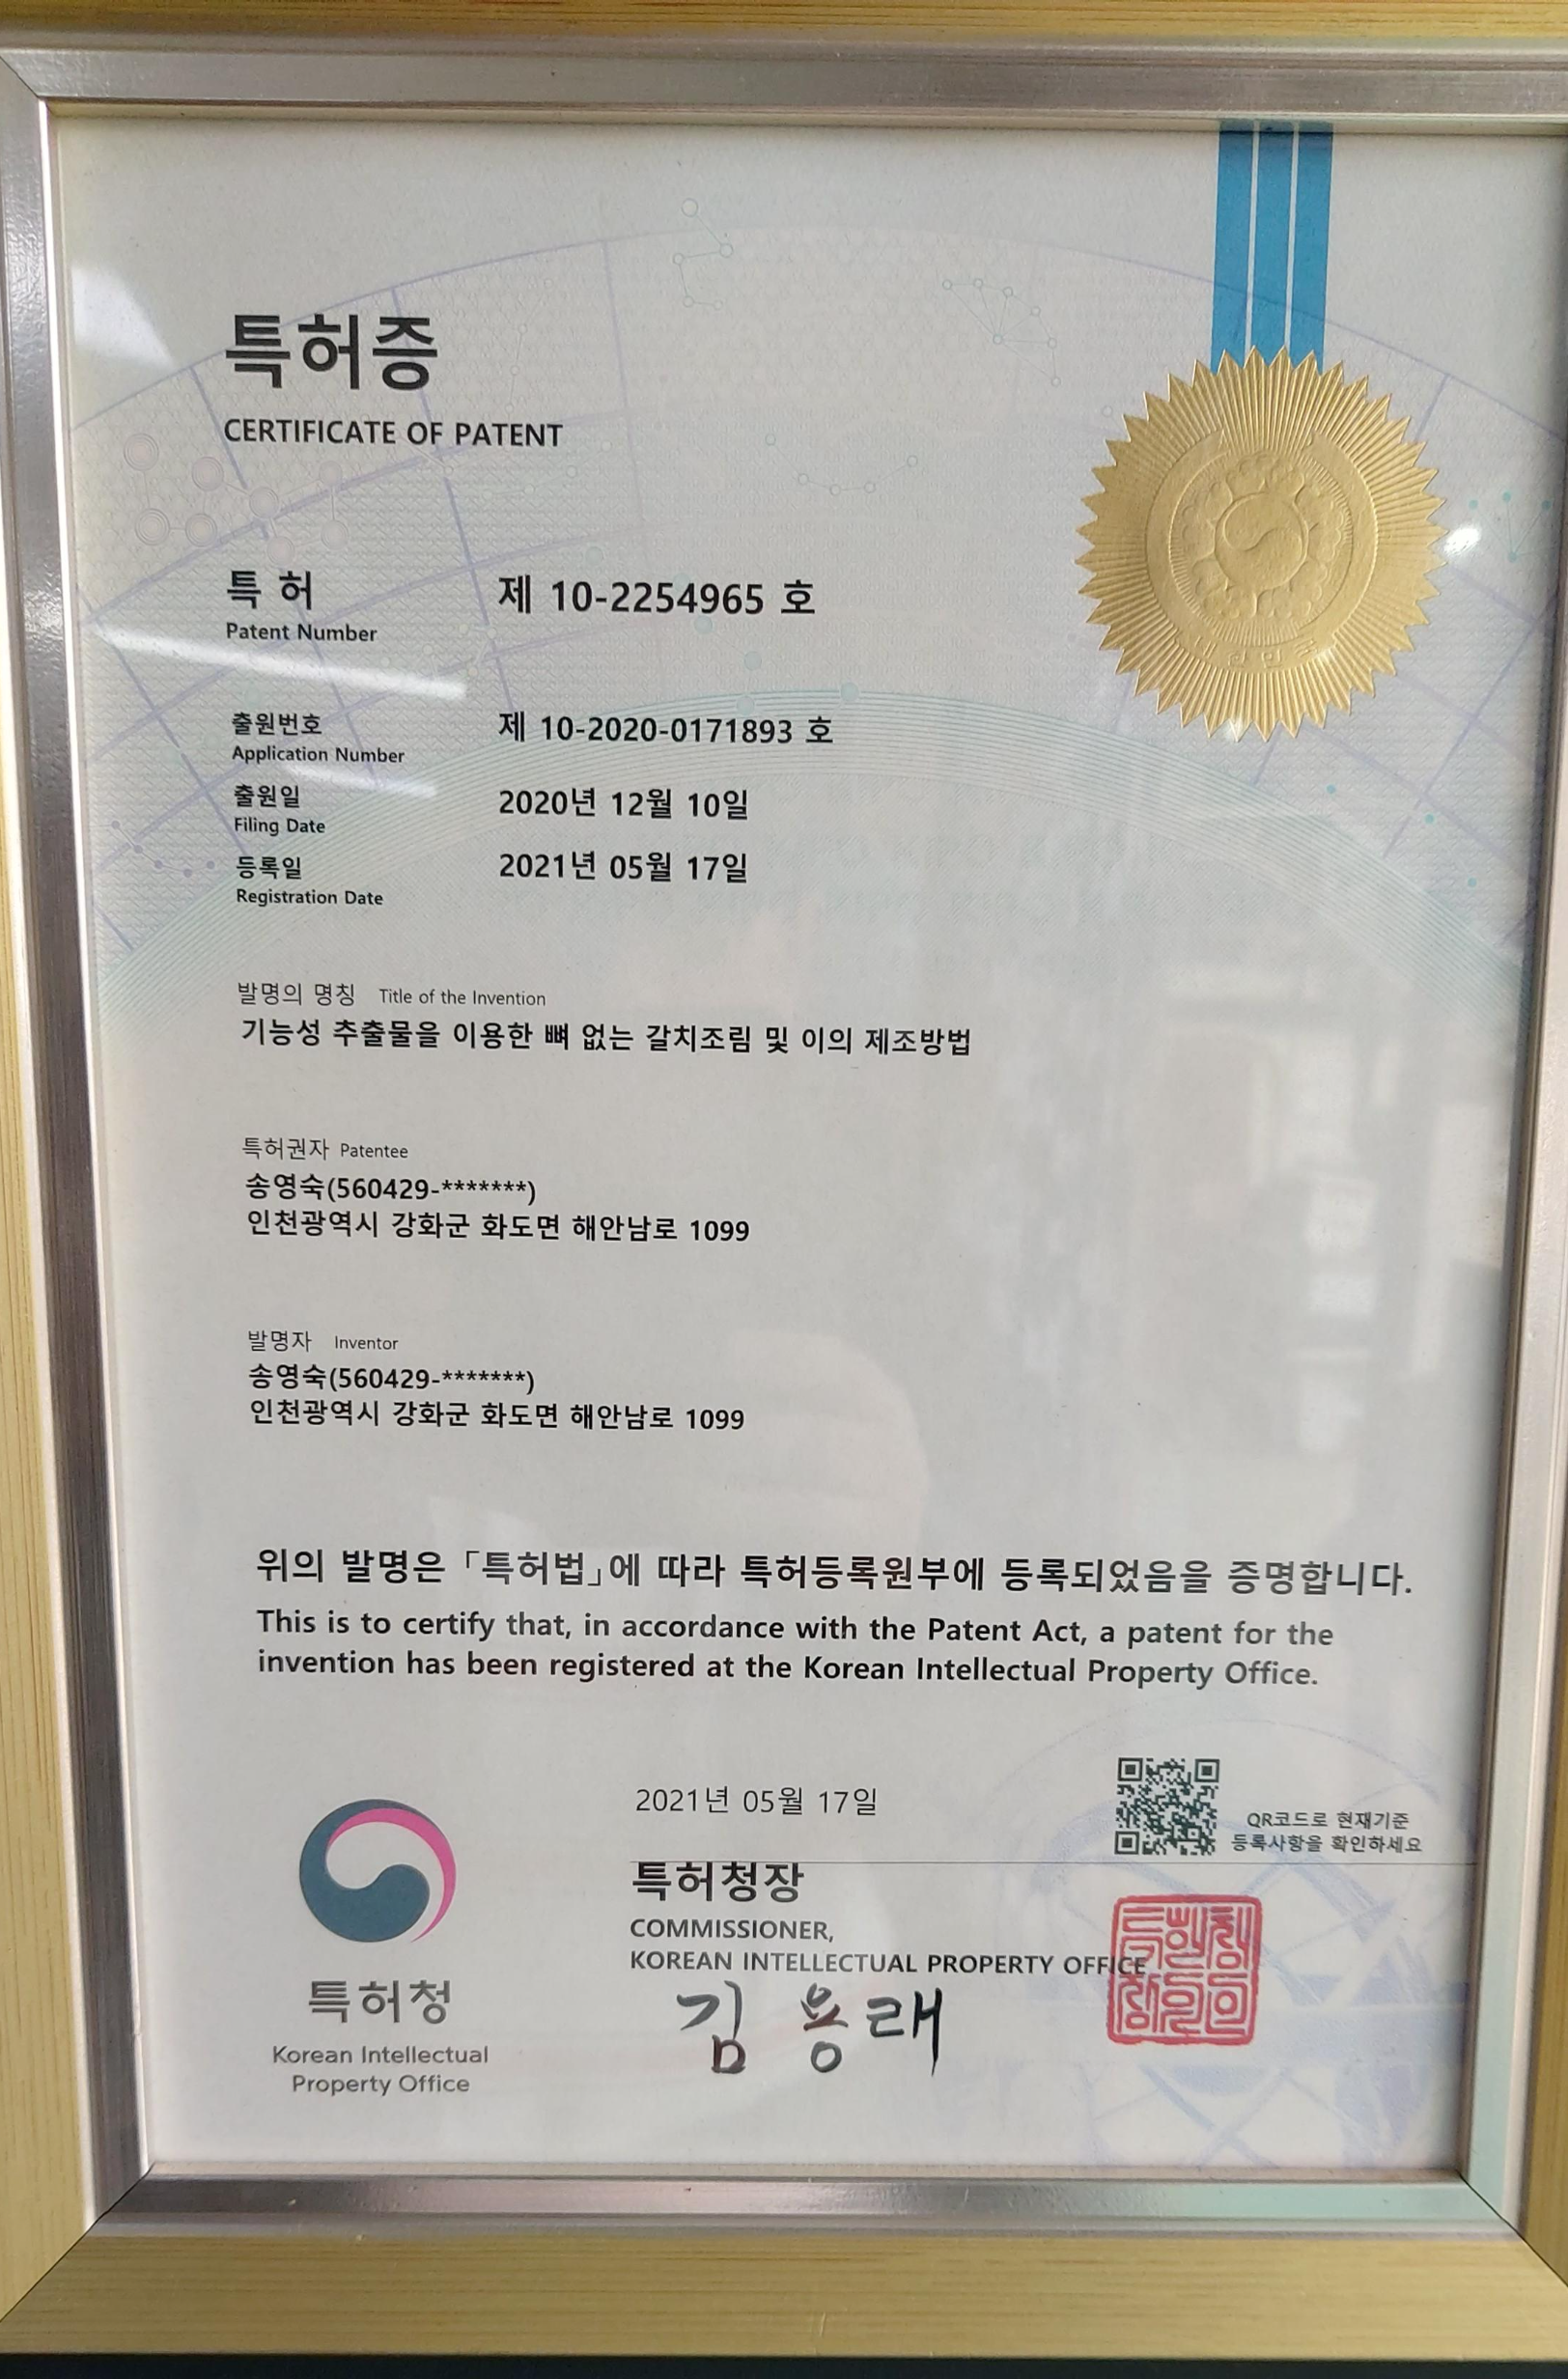 특허증
CERTIFICATE OF PATENT
특 허 제 10-2254965 호
Patent Number
출원번호 제 10-2020-0171893 호
Application Number
출원일 2020년 12월 10일
Filing Date
등록일 2021년 05월 17일
Registration Date
발명의 명칭 Title of the Invention
기능성 추출물을 이용한 뼈 없는 갈치조림 및 이의 제조방법
특허권자 Patentee
송영숙(560429-*******)
인천광역시 강화군 화도면 해안남로 1099
발명자 Inventor
송영숙(560429-*******)
인천광역시 강화군 화도면 해안남로 1099
위의 발명은 「특허법」에 따라 특허등록원부에 등록되었음을 증명합니다.
This is to certify that, in accordance with the Patent Act, a patent for the
invention has been registered at the Korean Intellectual Property Office.
2021년 05월 17일
QR코드로 현재기준
등록사항을 확인하세요
특허청장
COMMISSIONER,
KOREAN INTELLECTUAL PROPERTY OFFICE
김용래
특허청
Korean Intellectual
Property Office